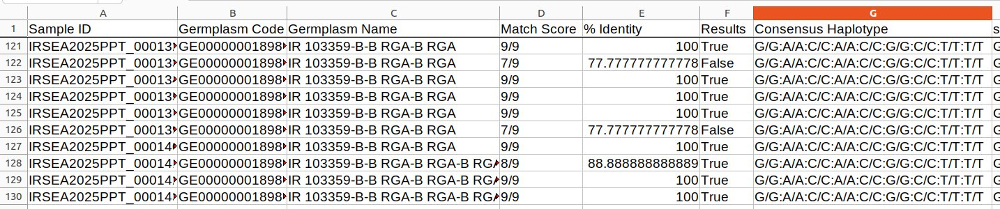 A B C D E F G
1 Sample ID Germplasm Code Germplasm Name Match Score % Identity Results Consensus Haplotype
121 IRSEA2025PPT_00013 GE00000001898 IR 103359-B-B RGA-B RGA 9/9 100 True G/G:A/A:C/C:A/A:C/C:G/G:C/C:T/T:T/T
122 IRSEA2025PPT_00013 GE00000001898 IR 103359-B-B RGA-B RGA 7/9 77.777777777778 False G/G:A/A:C/C:A/A:C/C:G/G:C/C:T/T:T/T
123 IRSEA2025PPT_00013 GE00000001898 IR 103359-B-B RGA-B RGA 9/9 100 True G/G:A/A:C/C:A/A:C/C:G/G:C/C:T/T:T/T
124 IRSEA2025PPT_00013 GE00000001898 IR 103359-B-B RGA-B RGA 9/9 100 True G/G:A/A:C/C:A/A:C/C:G/G:C/C:T/T:T/T
125 IRSEA2025PPT_00013 GE00000001898 IR 103359-B-B RGA-B RGA 9/9 100 True G/G:A/A:C/C:A/A:C/C:G/G:C/C:T/T:T/T
126 IRSEA2025PPT_00013 GE00000001898 IR 103359-B-B RGA-B RGA 7/9 77.777777777778 False G/G:A/A:C/C:A/A:C/C:G/G:C/C:T/T:T/T
127 IRSEA2025PPT_00014 GE00000001898 IR 103359-B-B RGA-B RGA 9/9 100 True G/G:A/A:C/C:A/A:C/C:G/G:C/C:T/T:T/T
128 IRSEA2025PPT_00014 GE00000001898 IR 103359-B-B RGA-B RGA-B RGA 8/9 88.888888888889 True G/G:A/A:C/C:A/A:C/C:G/G:C/C:T/T:T/T
129 IRSEA2025PPT_00014 GE00000001898 IR 103359-B-B RGA-B RGA-B RGA 9/9 100 True G/G:A/A:C/C:A/A:C/C:G/G:C/C:T/T:T/T
130 IRSEA2025PPT_00014 GE00000001898 IR 103359-B-B RGA-B RGA-B RGA 9/9 100 True G/G:A/A:C/C:A/A:C/C:G/G:C/C:T/T:T/T